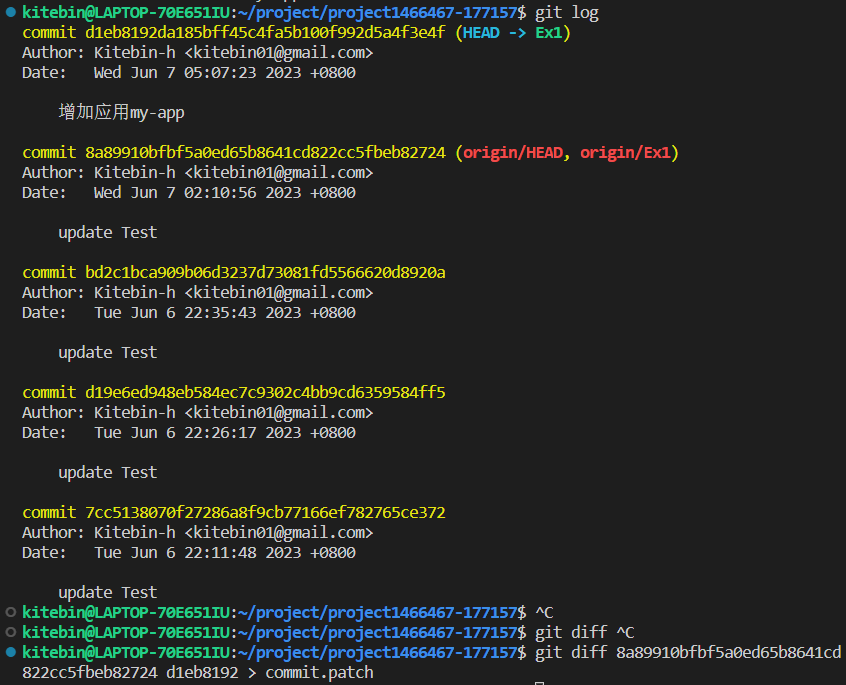 kitebin@LAPTOP-70E651IU:~/project/project1466467-177157$ git log
commit d1eb8192da185bff45c4fa5b100f992d5a4f3e4f (HEAD -> Ex1)
Author: Kitebin-h <kitebin01@gmail.com>
Date:   Wed Jun 7 05:07:23 2023 +0800
增加应用my-app
commit 8a89910bfbf5a0ed65b8641cd822cc5fbeb82724 (origin/HEAD, origin/Ex1)
Author: Kitebin-h <kitebin01@gmail.com>
Date:   Wed Jun 7 02:10:56 2023 +0800
update Test
commit bd2c1bca909b06d3237d73081fd5566620d8920a
Author: Kitebin-h <kitebin01@gmail.com>
Date:   Tue Jun 6 22:35:43 2023 +0800
update Test
commit d19e6ed948eb584ec7c9302c4bb9cd6359584ff5
Author: Kitebin-h <kitebin01@gmail.com>
Date:   Tue Jun 6 22:26:17 2023 +0800
update Test
commit 7cc5138070f27286a8f9cb77166ef782765ce372
Author: Kitebin-h <kitebin01@gmail.com>
Date:   Tue Jun 6 22:11:48 2023 +0800
update Test
kitebin@LAPTOP-70E651IU:~/project/project1466467-177157$ ^C
kitebin@LAPTOP-70E651IU:~/project/project1466467-177157$ git diff ^C
kitebin@LAPTOP-70E651IU:~/project/project1466467-177157$ git diff 8a89910bfbf5a0ed65b8641cd
822cc5fbeb82724 d1eb8192 > commit.patch